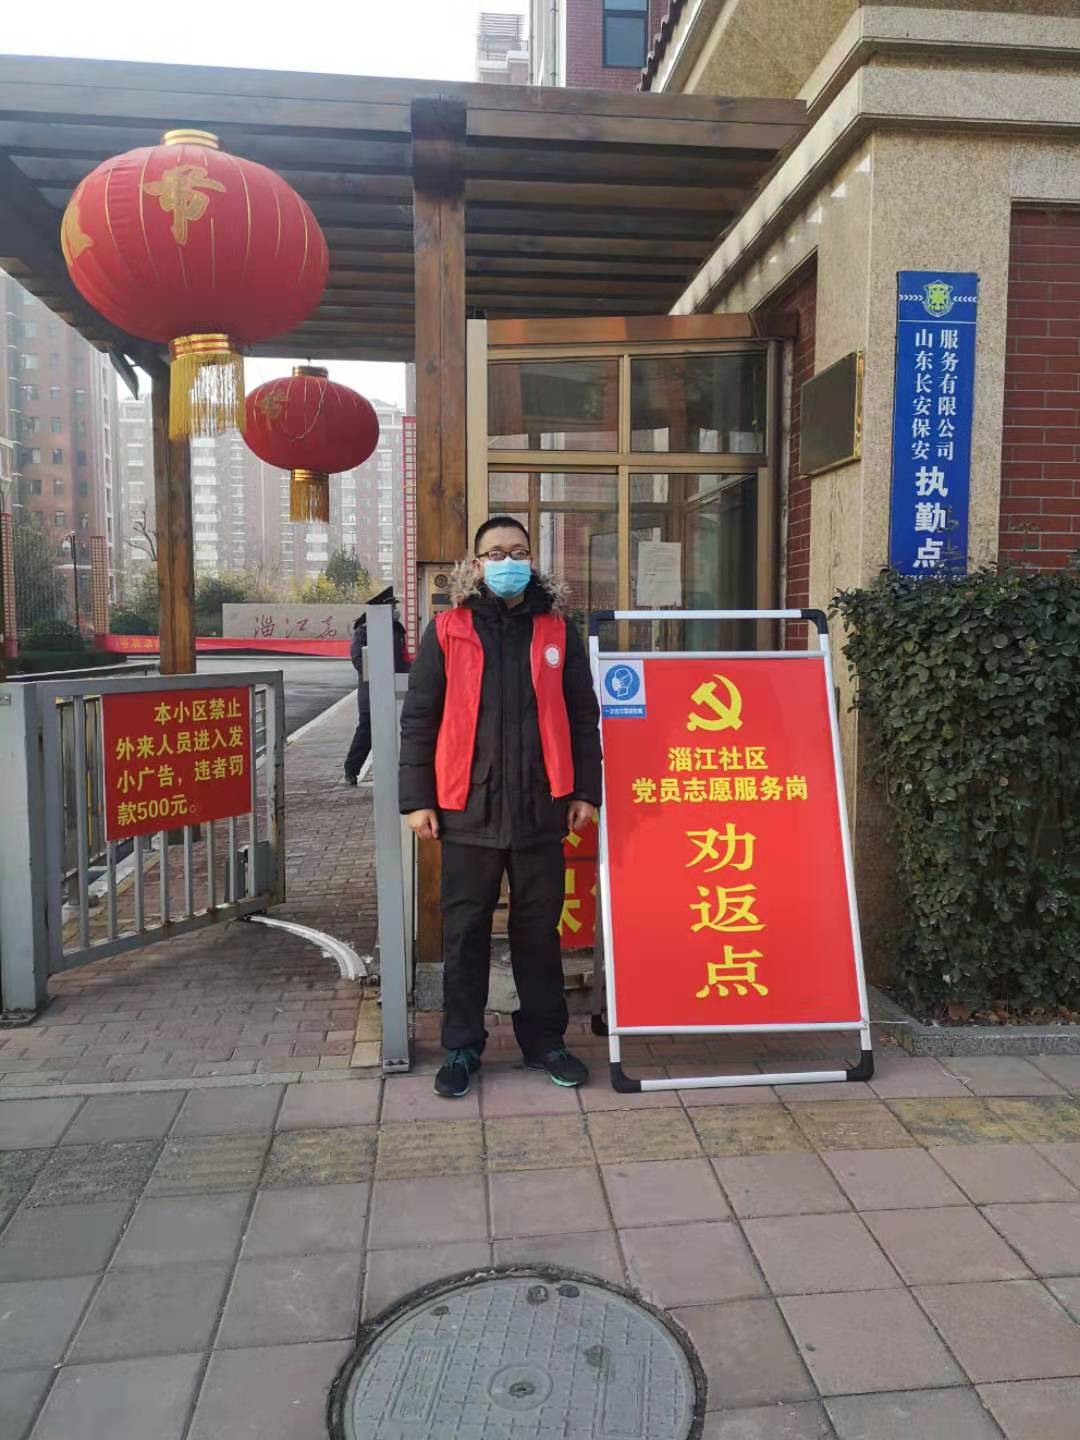 节
节
山东长安保安
服务有限公司
执勤点
淄江
本小区禁止
外来人员进入发
小广告，违者罚
款500元。
淄江社区
党员志愿服务岗
劝
返
点